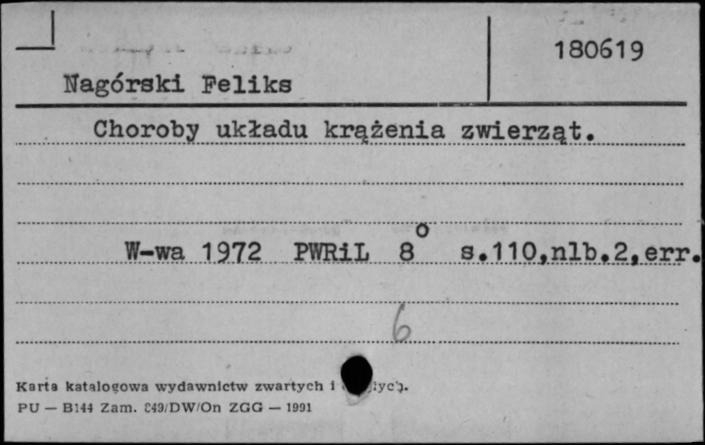 180619
Nagórski Feliks
Choroby układu krążenia zwierząt.
W-wa 1972 PWRiL 8° s.110,nlb.2,err.
6
Karta katalogowa wydawnictw zwartych i
PU — B144 Zam. 849/DW/On ZGG — 1991